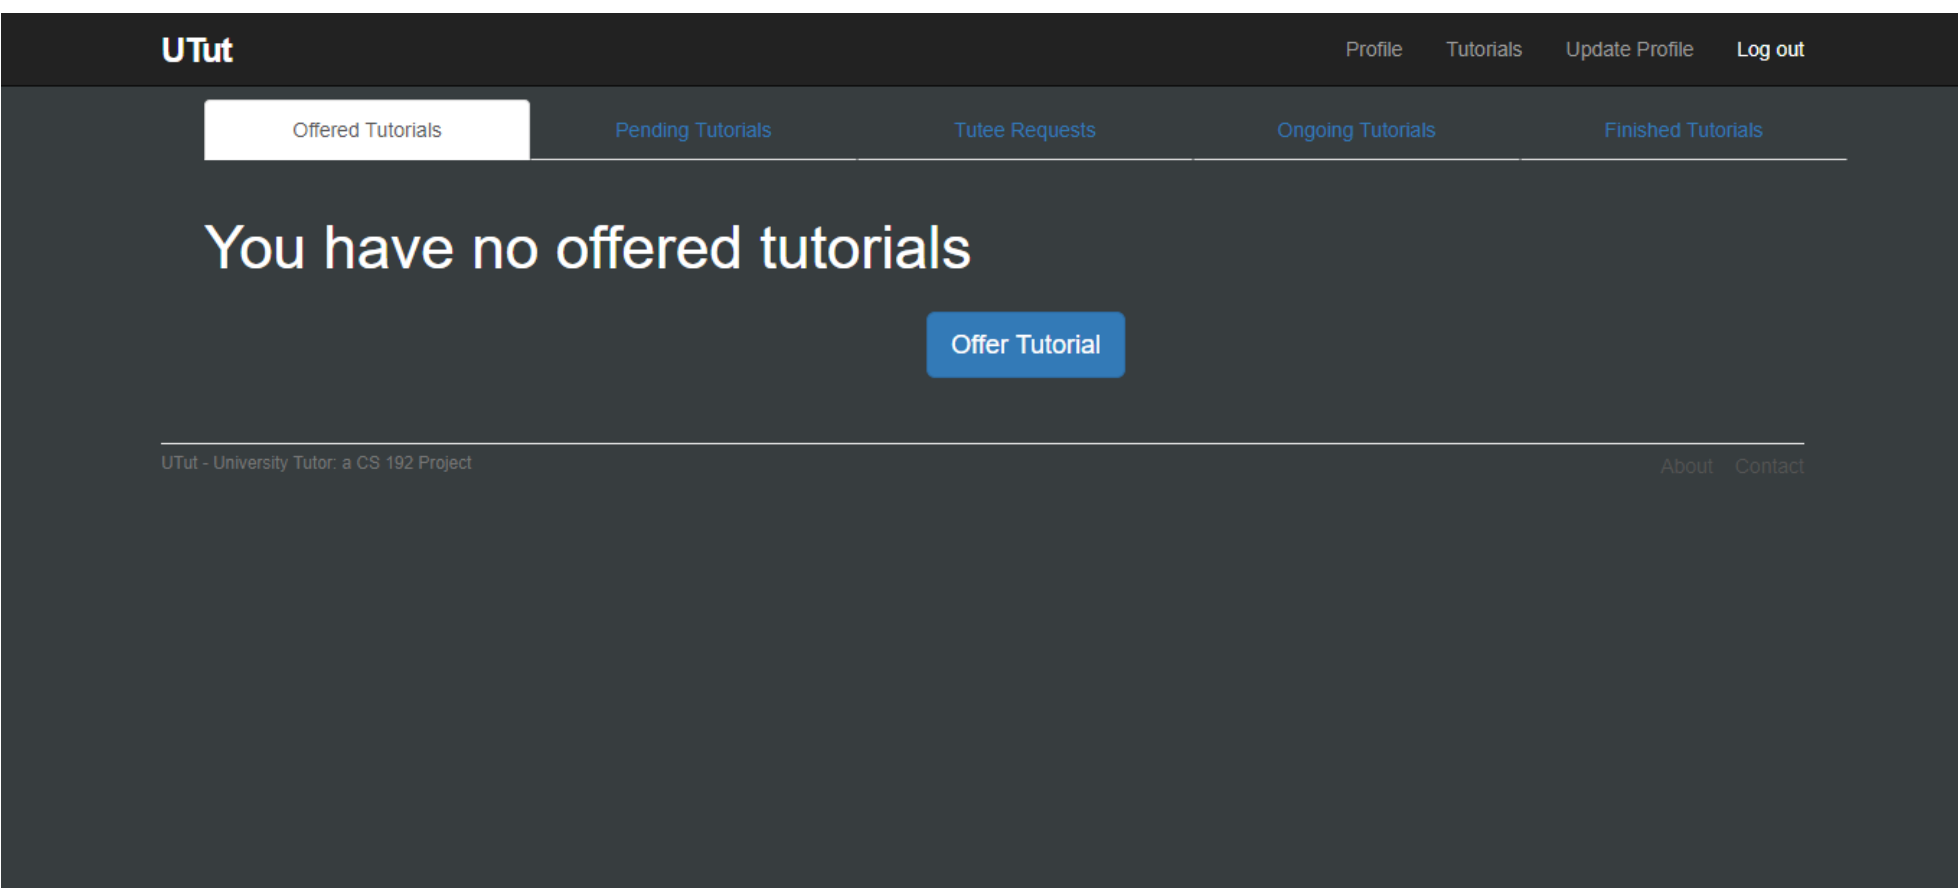 UTut Profile Tutorials Update Profile Log out
Offered Tutorials Pending Tutorials Tutee Requests Ongoing Tutorials Finished Tutorials
You have no offered tutorials
Offer Tutorial
UTut - University Tutor: a CS 192 Project About Contact